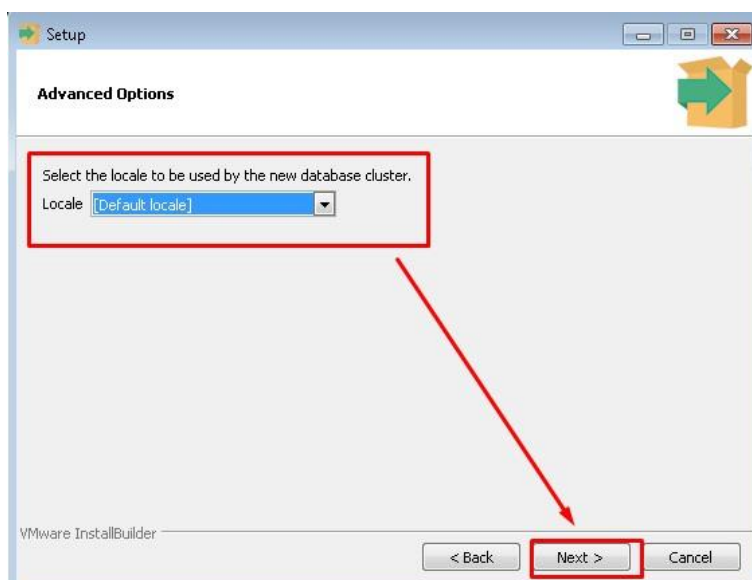 Setup
Advanced Options
Select the locale to be used by the new database cluster.
Locale [Default locale]
VMware InstallBuilder
< Back Next > Cancel